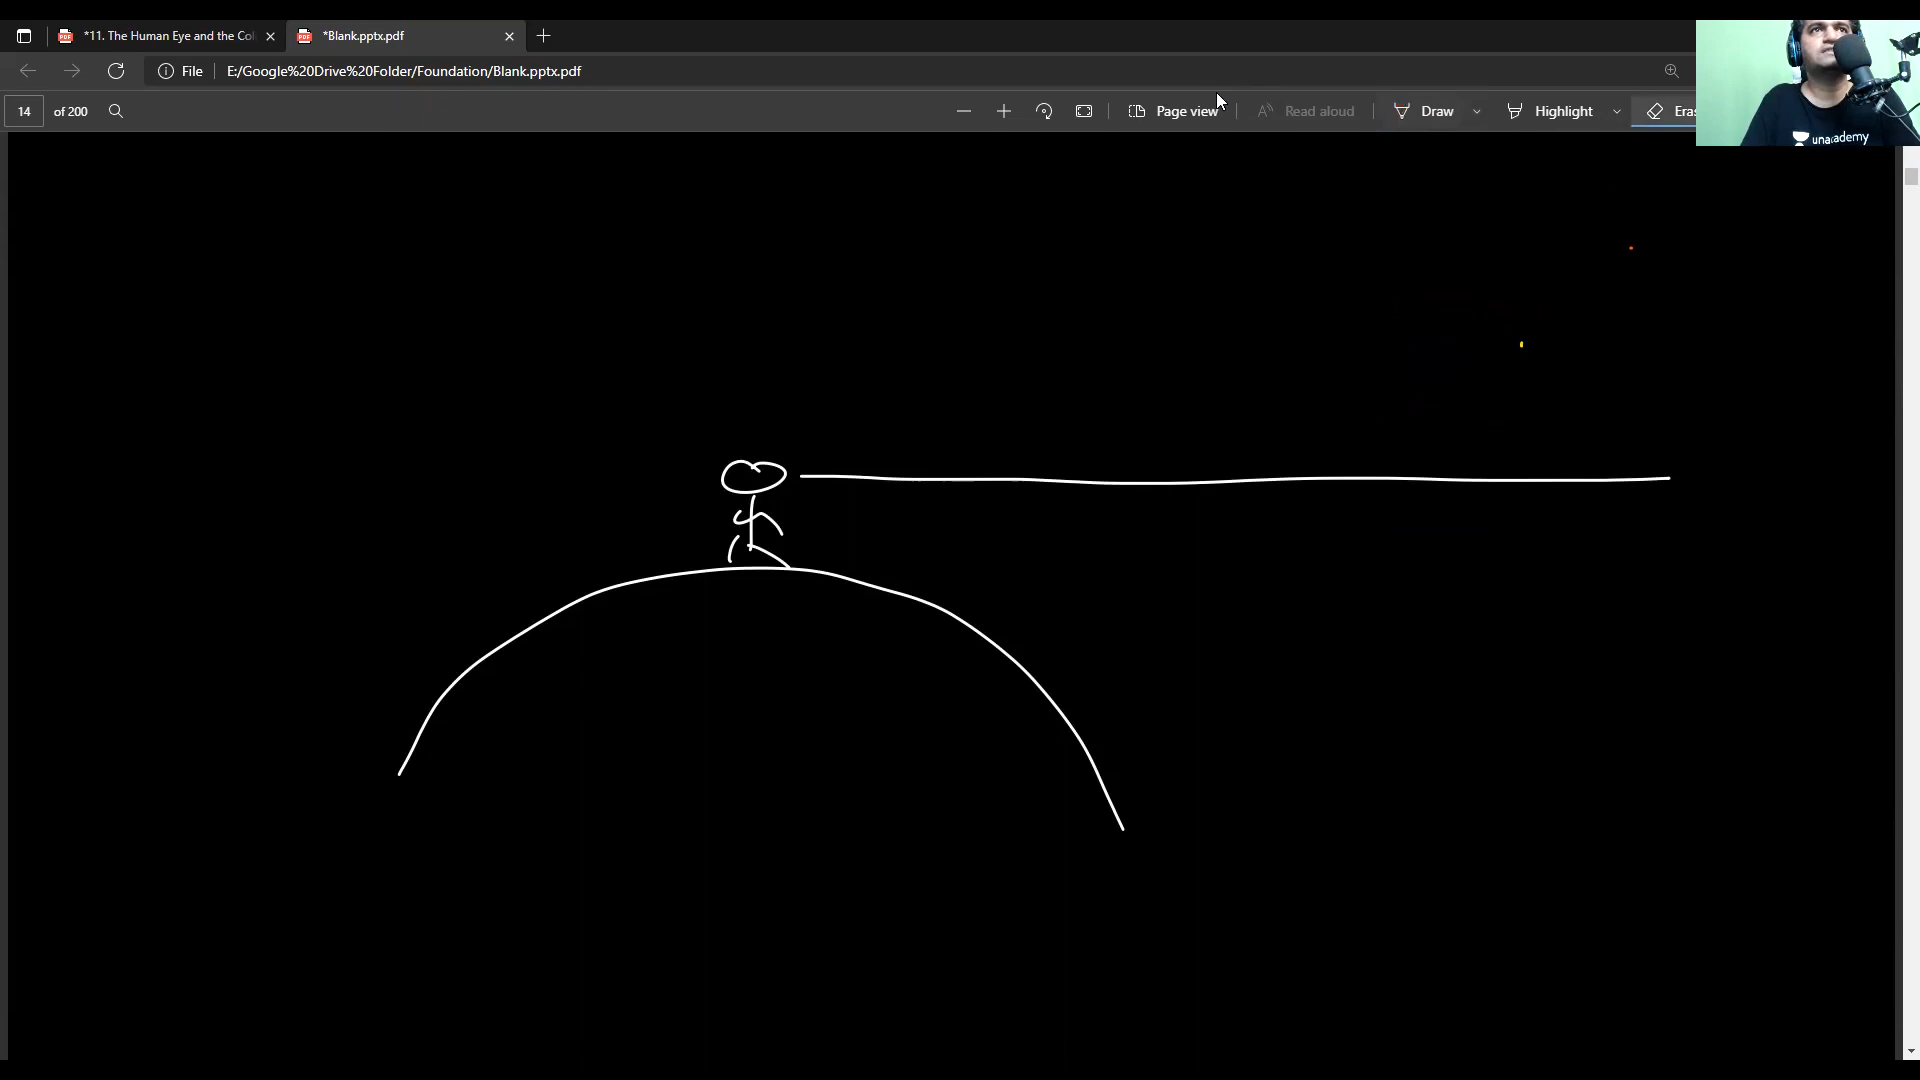 *11. The Human Eye and the Col
*Blank.pptx.pdf
File
E:/Google%20Drive%20Folder/Foundation/Blank.pptx.pdf
14 of 200
Page view
Read aloud
Draw
Highlight
Eras
unacademy